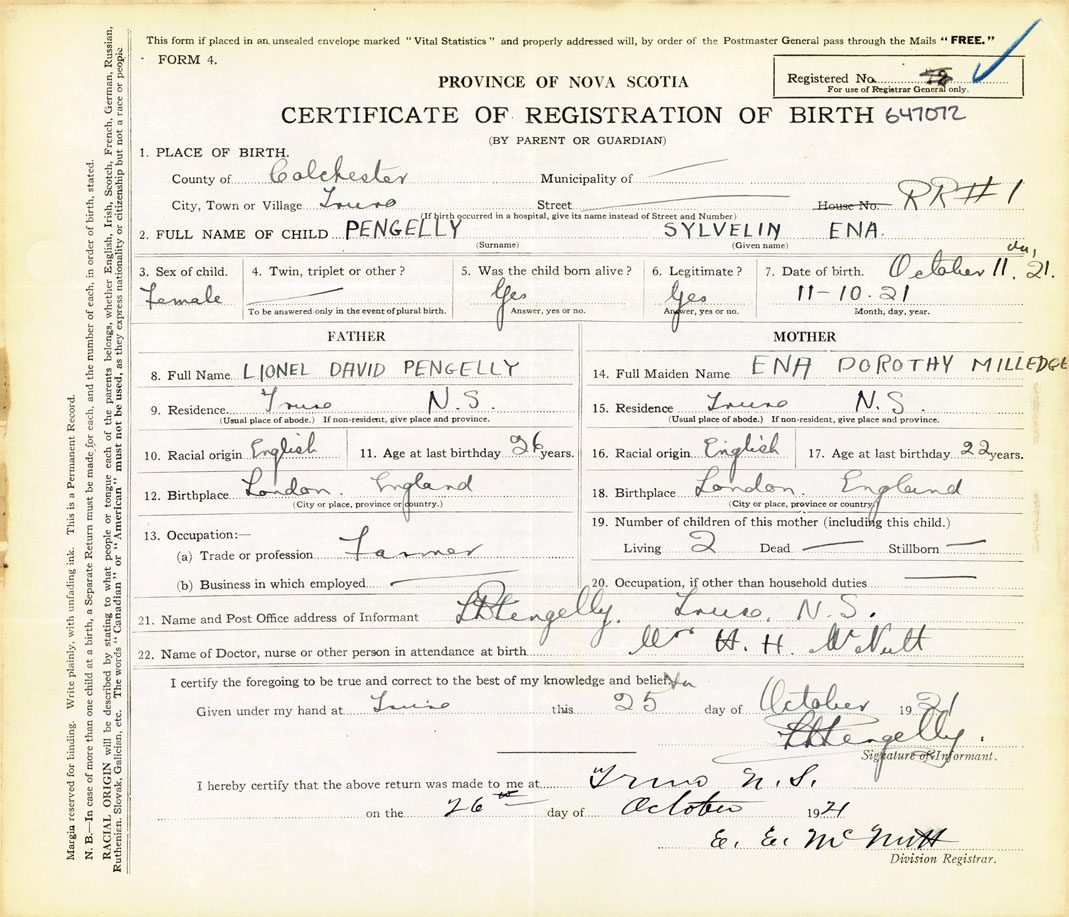 This form if placed in an unsealed envelope marked "Vital Statistics" and properly addressed will, by order of the Postmaster General pass through the Mails "FREE."
FORM 4.
Registered No.
For use of Registrar General only.
PROVINCE OF NOVA SCOTIA
CERTIFICATE OF REGISTRATION OF BIRTH 647072
(BY PARENT OR GUARDIAN)
1. PLACE OF BIRTH.
County of Colchester Municipality of
City, Town or Village Truro Street House No. RR#1
(If birth occurred in a hospital, give its name instead of Street and Number)
2. FULL NAME OF CHILD PENGELLY SYLVELIN ENA.
(Surname) (Given name)
3. Sex of child. Female
4. Twin, triplet or other?
To be answered only in the event of plural birth.
5. Was the child born alive? Yes
Answer, yes or no.
6. Legitimate? Yes
Answer, yes or no.
7. Date of birth. October 11. 21.
11-10-21
Month, day, year.
FATHER
8. Full Name LIONEL DAVID PENGELLY
9. Residence Truro N.S.
(Usual place of abode.) If non-resident, give place and province.
10. Racial origin English 11. Age at last birthday 26 years.
12. Birthplace London. England
(City or place, province or country.)
13. Occupation:—
(a) Trade or profession Farmer
(b) Business in which employed
MOTHER
14. Full Maiden Name ENA DOROTHY MILLEDGE
15. Residence Truro N.S.
(Usual place of abode.) If non-resident, give place and province.
16. Racial origin English 17. Age at last birthday 22 years.
18. Birthplace London. England
(City or place, province or country.)
19. Number of children of this mother (including this child.)
Living 2 Dead Stillborn
20. Occupation, if other than household duties
21. Name and Post Office address of Informant LDPengelly. Truro, N.S.
22. Name of Doctor, nurse or other person in attendance at birth Mrs H. H. McNutt
I certify the foregoing to be true and correct to the best of my knowledge and belief.
Given under my hand at Truro this 25 day of October 1921
LDPengelly.
Signature of Informant.
I hereby certify that the above return was made to me at Truro N.S.
on the 26th day of October 1921
E. E. McNutt
Division Registrar.
Margin reserved for binding. Write plainly, with unfading ink. This is a Permanent Record.
N. B.—In case of more than one child at a birth, a Separate Return must be made for each, and the number of each, in order of birth, stated.
RACIAL ORIGIN will be described by stating to what people or tongue each of the parents belongs, whether English, Irish, Scotch, French, German, Russian,
Ruthenian, Slovak, Galician, etc. The words "Canadian" or "American" must not be used, as they express nationality or citizenship but not a race or people.